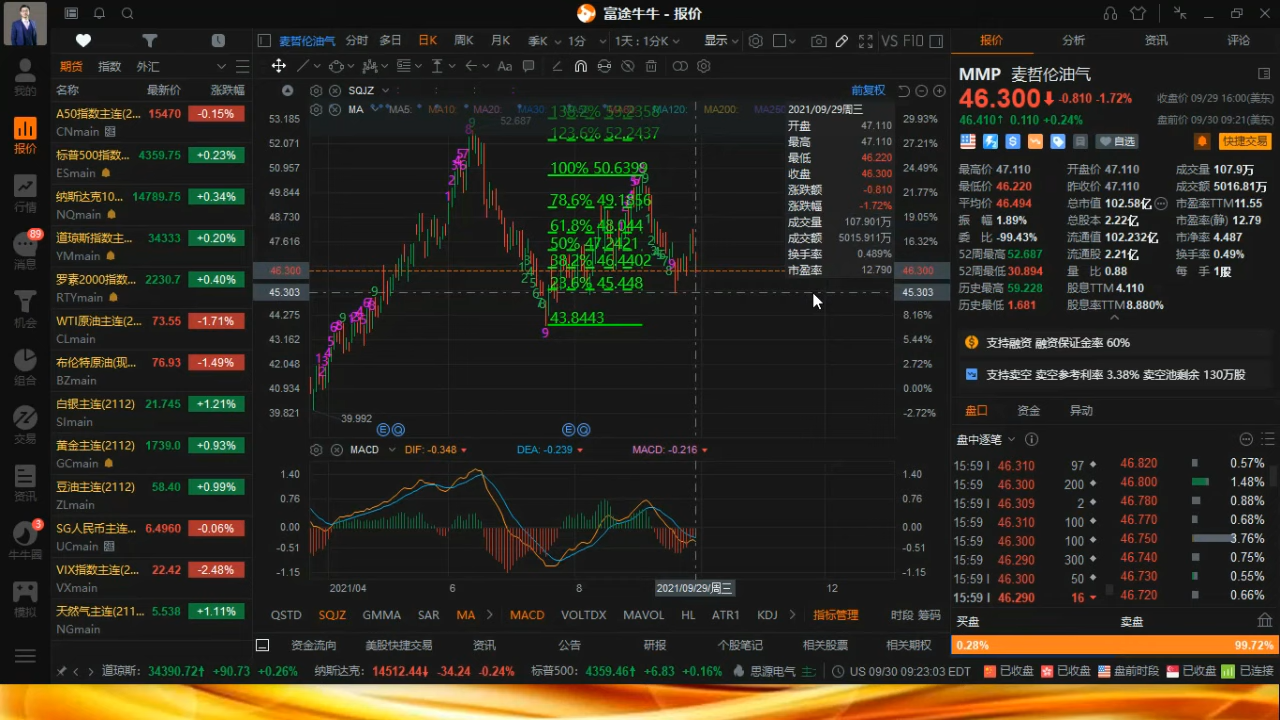 富途牛牛 - 报价
麦哲伦油气 分时 多日 日K 周K 月K 季K 1分 1天：1分K 显示 VS FIO
报价 分析 资讯 评论
期货 指数 外汇
名称 最新价 涨跌幅
我的
报价
行情
89
消息
机会
组合
交易
资讯
3
牛牛圈
模拟
A50指数主连(2... 15470 -0.15%
CNmain
标普500指数... 4359.75 +0.23%
ESmain
纳斯达克10... 14789.75 +0.34%
NQmain
道琼斯指数主... 34333 +0.20%
YMmain
罗素2000指数... 2230.7 +0.40%
RTYmain
WTI原油主连(2... 73.55 -1.71%
CLmain
布伦特原油(现... 76.93 -1.49%
BZmain
白银主连(2112) 21.745 +1.21%
SImain
黄金主连(2112) 1739.0 +0.93%
GCmain
豆油主连(2112) 58.40 +0.99%
ZLmain
SG人民币主连... 6.4960 -0.06%
UCmain
VIX指数主连(2... 22.42 -2.48%
VXmain
天然气主连(211... 5.538 +1.11%
NGmain
Aa
SQJZ 前复权
MA MA5: MA10: MA20: MA30: MA120: MA200:
53.185 29.93%
52.071 27.21%
50.957 24.49%
49.844 21.77%
48.730 19.05%
47.616 16.32%
46.300 46.300
45.303 45.303
44.275 8.16%
43.162 5.44%
42.048 2.72%
40.934 0.00%
39.821 -2.72%
52.687
123.6% 52.2437
100% 50.6399
78.6% 49.1856
61.8% 48.044
50% 47.2421
38.2% 46.4402
23.6% 45.448
43.8443
39.992
E Q E Q
2021/09/29周三
开盘 47.110
最高 47.110
最低 46.220
收盘 46.300
涨跌额 -0.810
涨跌幅 -1.72%
成交量 107.901万
成交额 5015.911万
换手率 0.489%
市盈率 12.790
MACD DIF: -0.348 DEA: -0.239 MACD: -0.216
1.40 1.40
0.76 0.76
0.00 0.00
-0.51 -0.51
-1.15 -1.15
2021/04 6 8 2021/09/29/周三 12
QSTD SQJZ GMMA SAR MA MACD VOLTDX MAVOL HL ATR1 KDJ 指标管理 时段 筹码
资金流向 美股快捷交易 资讯 公告 研报 个股笔记 相关股票 相关期权
MMP 麦哲伦油气
46.300 -0.810 -1.72% 收盘价 09/29 16:00(美东)
46.410↑ 0.110 +0.24% 盘前价 09/30 09:21(美东)
自选 快捷交易
最高价 47.110 开盘价 47.110 成交量 107.9万
最低价 46.220 昨收价 47.110 成交额 5016.81万
平均价 46.494 总市值 102.58亿 市盈率TTM 11.55
振 幅 1.89% 总股本 2.22亿 市盈率(静) 12.79
委 比 -99.43% 流通值 102.232亿 市净率 4.487
52周最高 52.687 流通股 2.21亿 换手率 0.49%
52周最低 30.894 量 比 0.88 每 手 1股
历史最高 59.228 股息TTM 4.110
历史最低 1.681 股息率TTM 8.880%
支持融资 融资保证金率 60%
支持卖空 卖空参考利率 3.38% 卖空池剩余 130万股
盘口 资金 异动
盘中逐笔
15:59 46.310 97 46.820 0.57%
15:59 46.300 200 46.800 1.48%
15:59 46.309 2 46.780 0.88%
15:59 46.310 100 46.770 0.68%
15:59 46.300 100 46.750 3.76%
15:59 46.290 300 46.740 0.75%
15:59 46.300 50 46.730 0.55%
15:59 46.290 16 46.720 0.66%
买盘 卖盘
0.28% 99.72%
道琼斯: 34390.72↑ +90.73 +0.26% 纳斯达克: 14512.44↓ -34.24 -0.24% 标普500: 4359.46↑ +6.83 +0.16% 思源电气 US 09/30 09:23:03 EDT 已收盘 已收盘 盘前时段 已收盘 已连接